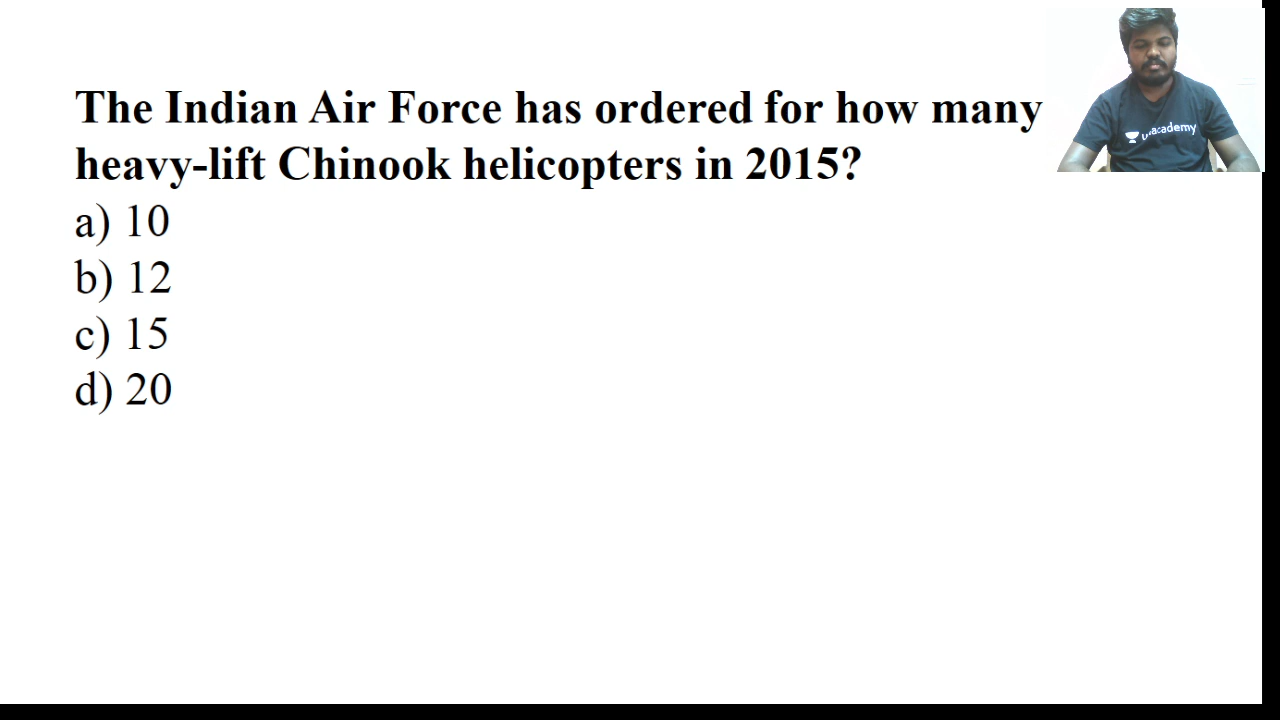 The Indian Air Force has ordered for how many
heavy-lift Chinook helicopters in 2015?
a) 10
b) 12
c) 15
d) 20
unacademy